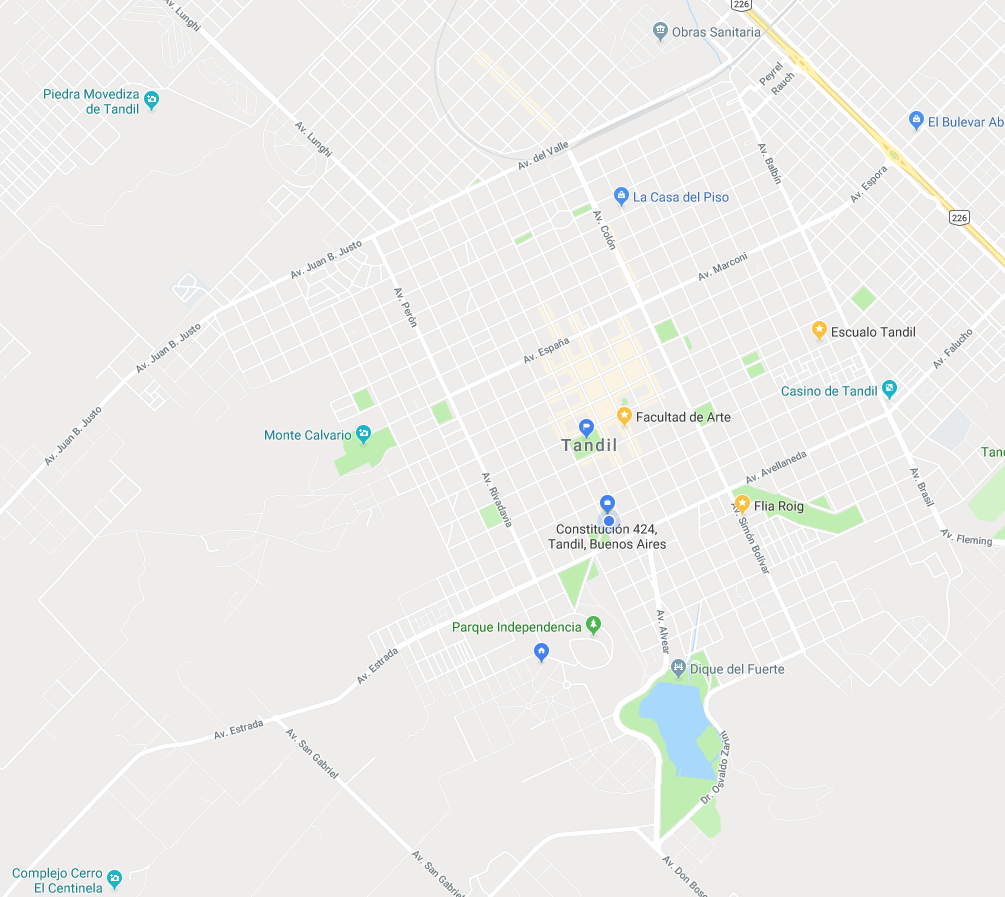 226
Av. Lunghi
Obras Sanitaria
Peyrel
Rauch
Piedra Movediza
de Tandil
El Bulevar Ab
Av. Lunghi
Av. del Valle
Av. Balbín
Av. Espora
La Casa del Piso
226
Av. Colón
Av. Juan B. Justo
Av. Marconi
Av. Perón
Escualo Tandil
Av. Juan B. Justo
Av. España
Av. Falucho
Casino de Tandil
Facultad de Arte
Av. Juan B. Justo
Monte Calvario
Tandil
Tand
Av. Avellaneda
Av. Brasil
Av. Rivadavia
Flia Roig
Constitución 424,
Tandil, Buenos Aires
Av. Simón Bolívar
Av. Fleming
Parque Independencia
Av. Alvear
Av. Estrada
Dique del Fuerte
Av. Estrada
Av. San Gabriel
Dr. Osvaldo Zarini
Av. San Gabriel
Av. Don Bosc
Complejo Cerro
El Centinela